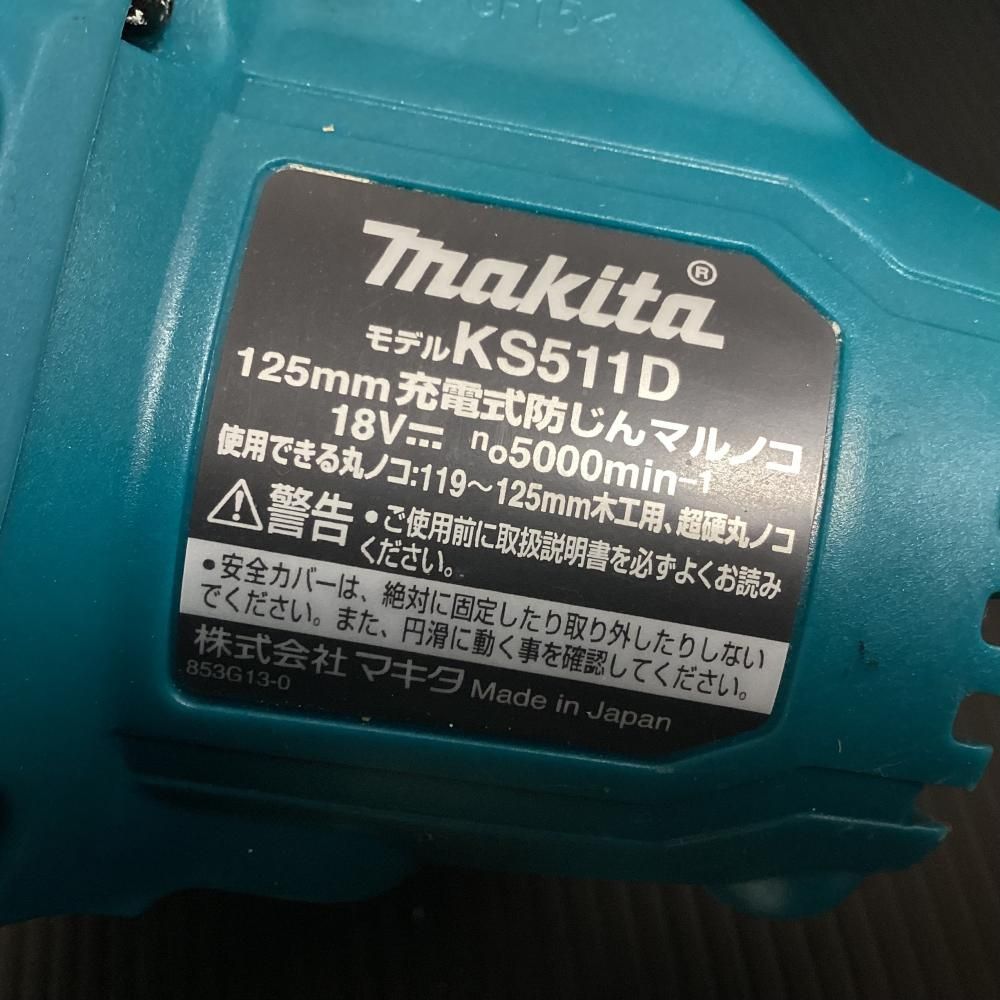 makita®
モデルKS511D
125mm 充電式防じんマルノコ
18V⎓ n₀5000min⁻¹
使用できる丸ノコ:119～125mm木工用、超硬丸ノコ
⚠警告 •ご使用前に取扱説明書を必ずよくお読み
ください。
•安全カバーは、絶対に固定したり取り外したりしない
でください。また、円滑に動く事を確認してください。
株式会社マキタ Made in Japan
853G13-0